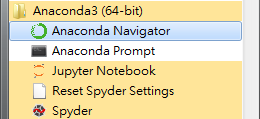 Anaconda3 (64-bit)
Anaconda Navigator
Anaconda Prompt
Jupyter Notebook
Reset Spyder Settings
Spyder